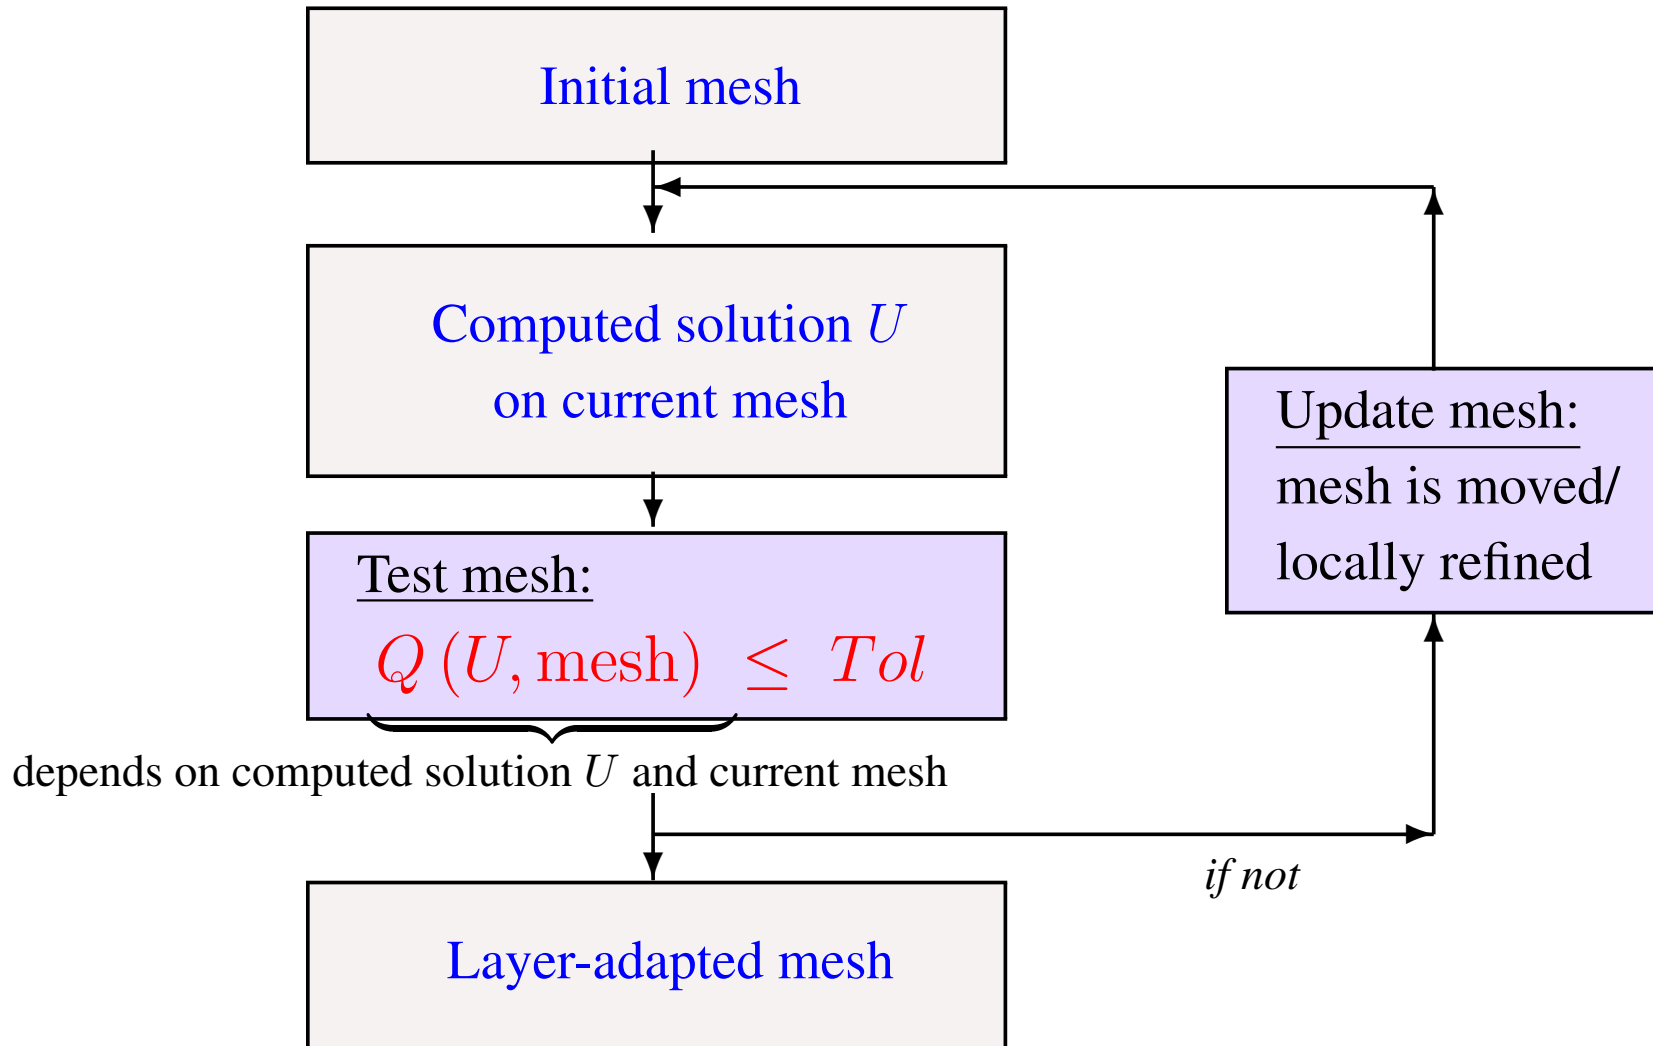 Initial mesh
Computed solution U
on current mesh
Update mesh:
mesh is moved/
locally refined
Test mesh:
Q (U, mesh) ≤ Tol
depends on computed solution U and current mesh
if not
Layer-adapted mesh